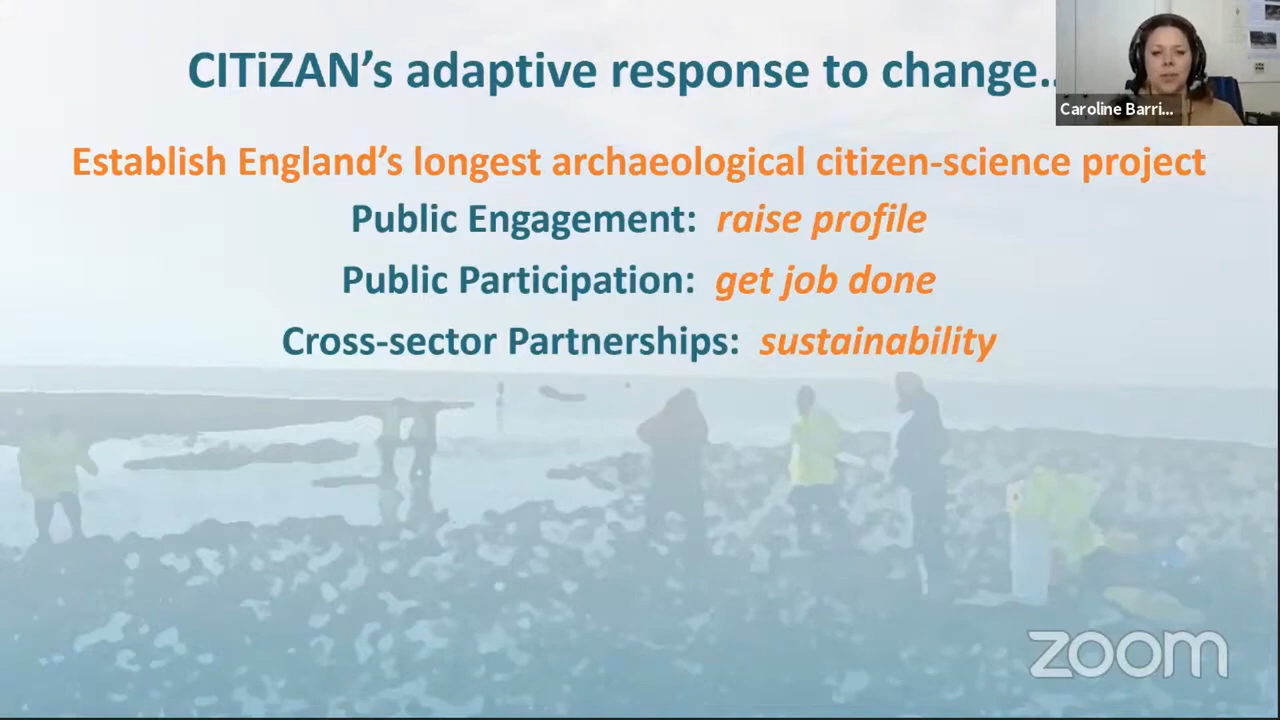 CITiZAN's adaptive response to change..
Caroline Barri...
Establish England's longest archaeological citizen-science project
Public Engagement: raise profile
Public Participation: get job done
Cross-sector Partnerships: sustainability
zoom